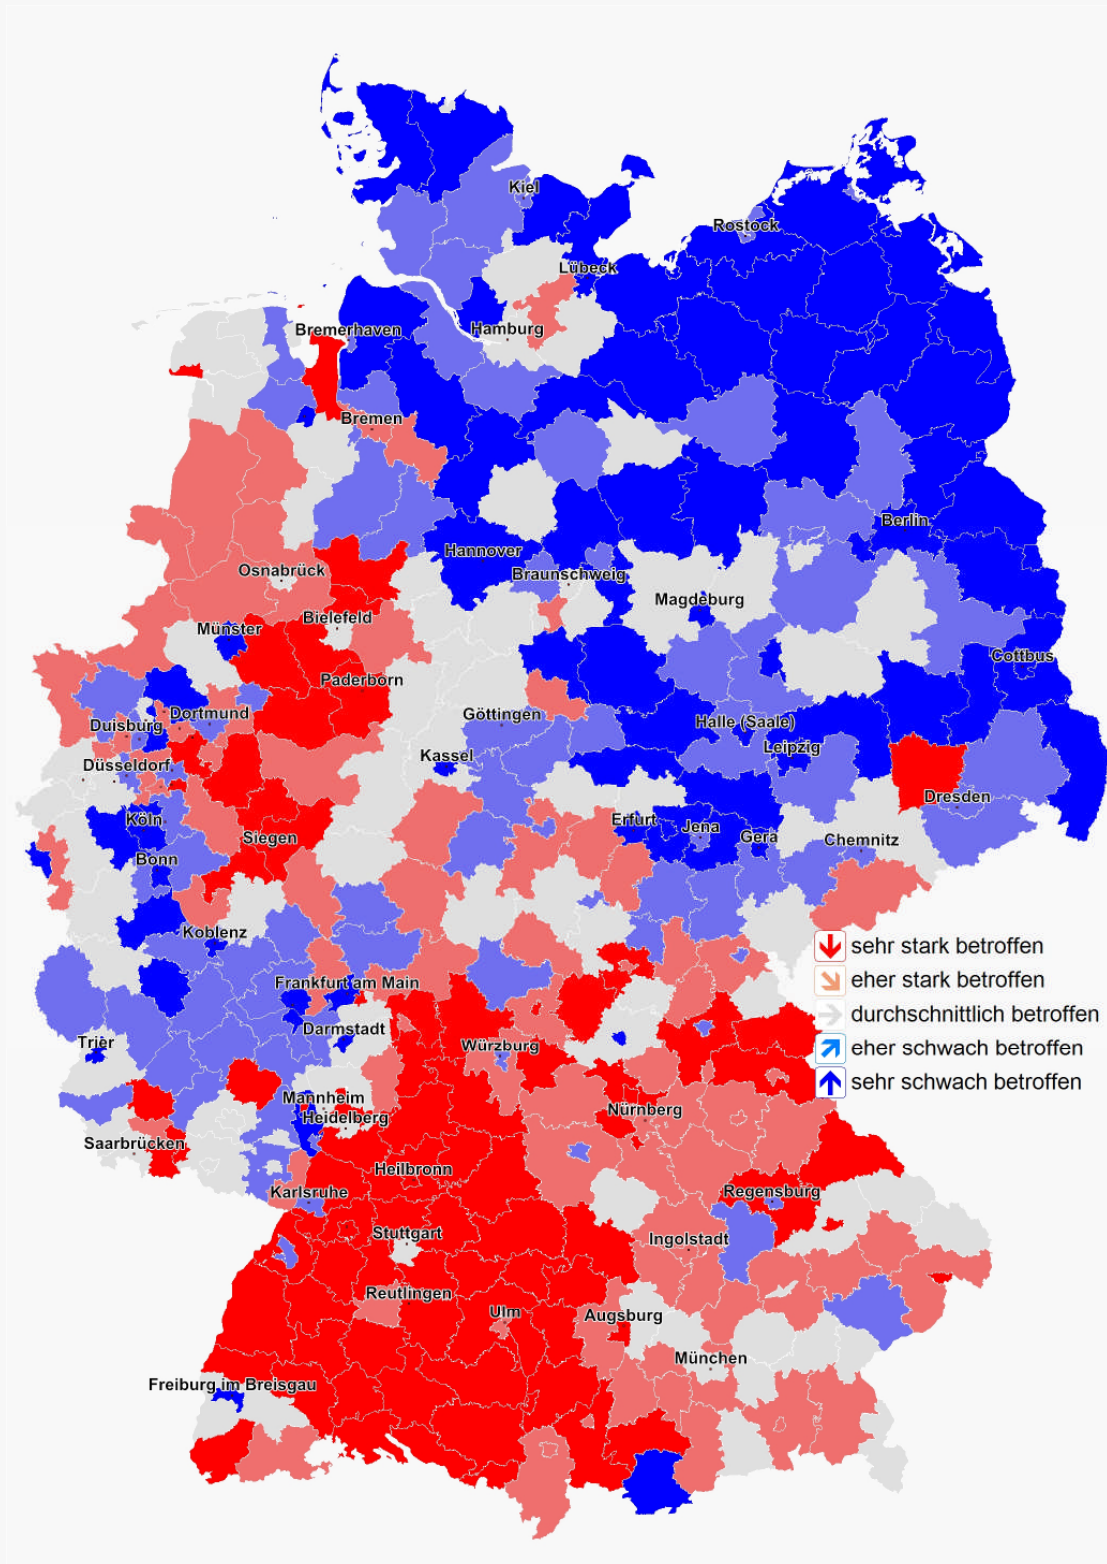 Kiel
Rostock
Lübeck
Bremerhaven
Hamburg
Bremen
Berlin
Hannover
Osnabrück
Braunschweig
Magdeburg
Bielefeld
Münster
Cottbus
Paderborn
Duisburg
Dortmund
Göttingen
Halle (Saale)
Leipzig
Kassel
Düsseldorf
Dresden
Köln
Erfurt
Jena
Gera
Siegen
Chemnitz
Bonn
Koblenz
sehr stark betroffen
Frankfurt am Main
eher stark betroffen
durchschnittlich betroffen
Darmstadt
Trier
Würzburg
eher schwach betroffen
sehr schwach betroffen
Mannheim
Nürnberg
Heidelberg
Saarbrücken
Heilbronn
Karlsruhe
Regensburg
Stuttgart
Ingolstadt
Reutlingen
Ulm
Augsburg
München
Freiburg im Breisgau